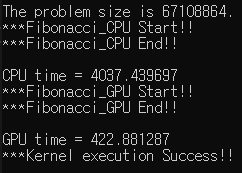 The problem size is 67108864.
***Fibonacci_CPU Start!!
***Fibonacci_CPU End!!
CPU time = 4037.439697
***Fibonacci_GPU Start!!
***Fibonacci_GPU End!!
GPU time = 422.881287
***Kernel execution Success!!